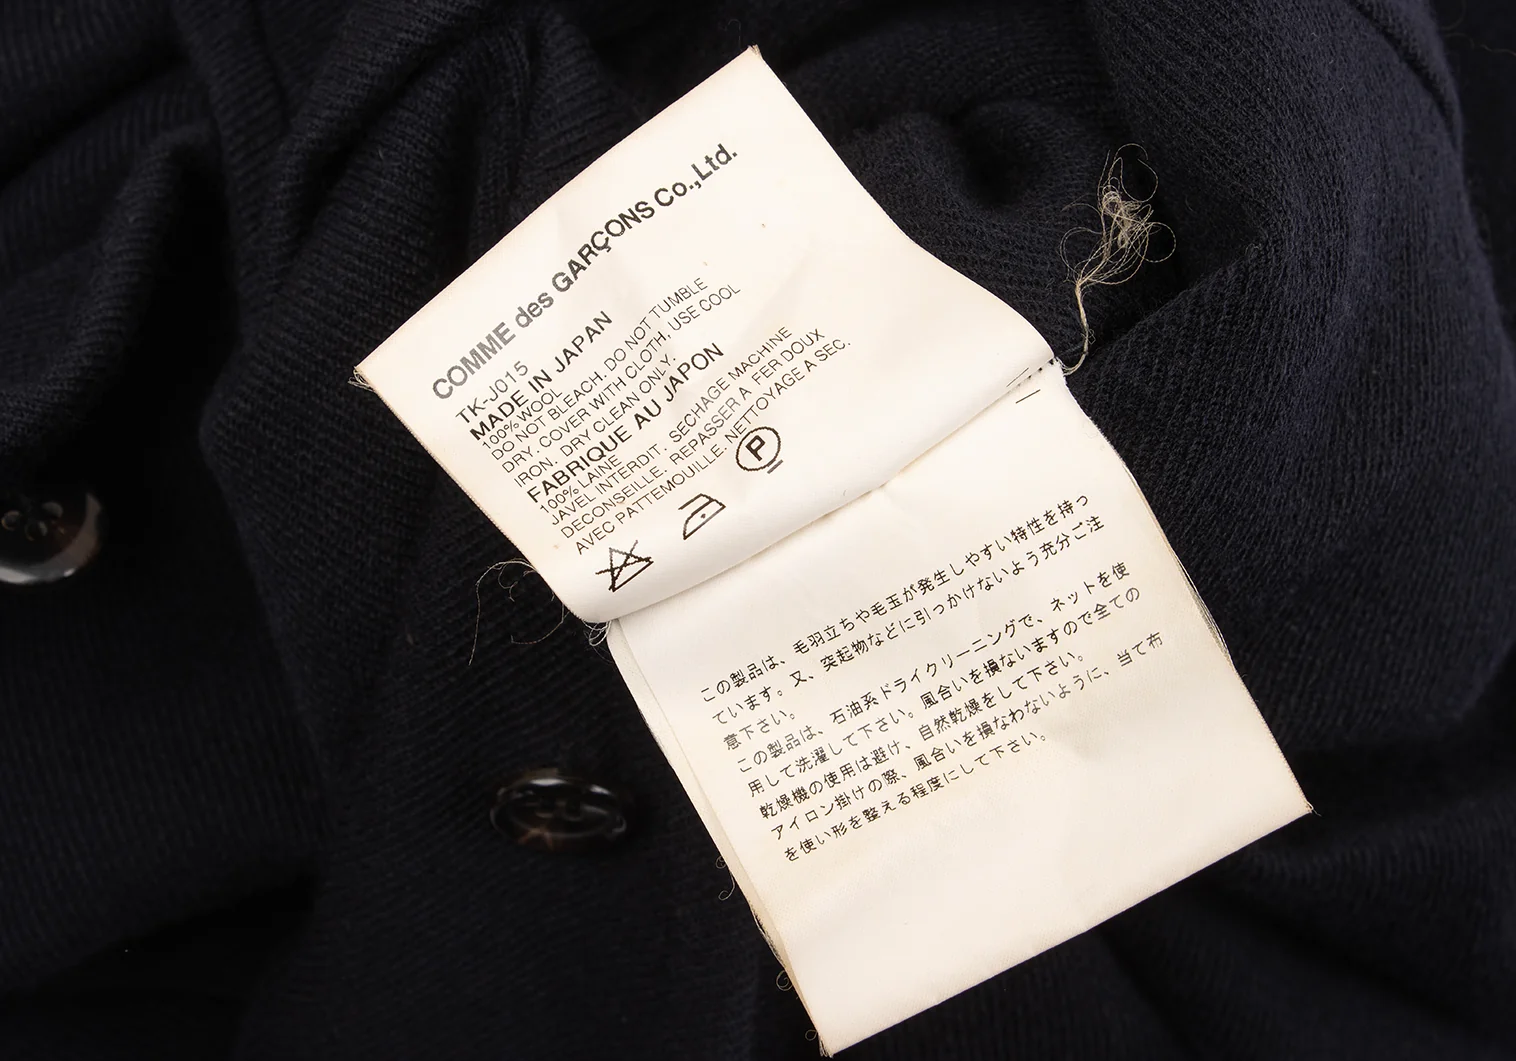 COMME des GARÇONS Co.,Ltd.
TK-J015
MADE IN JAPAN
100% WOOL
DO NOT BLEACH. DO NOT TUMBLE
DRY. COVER WITH CLOTH, USE COOL
IRON. DRY CLEAN ONLY.
FABRIQUE AU JAPON
100% LAINE
JAVEL INTERDIT. SECHAGE MACHINE
DECONSEILLE. REPASSER A FER DOUX
AVEC PATTEMOUILLE. NETTOYAGE A SEC.
P
この製品は、毛羽立ちや毛玉が発生しやすい特性を持っ
ています。又、突起物などに引っかけないよう充分ご注
意下さい。
この製品は、石油系ドライクリーニングで、ネットを使
用して洗濯して下さい。風合いを損ないますので全ての
乾燥機の使用は避け、自然乾燥をして下さい。
アイロン掛けの際、風合いを損なわないように、当て布
を使い形を整える程度にして下さい。